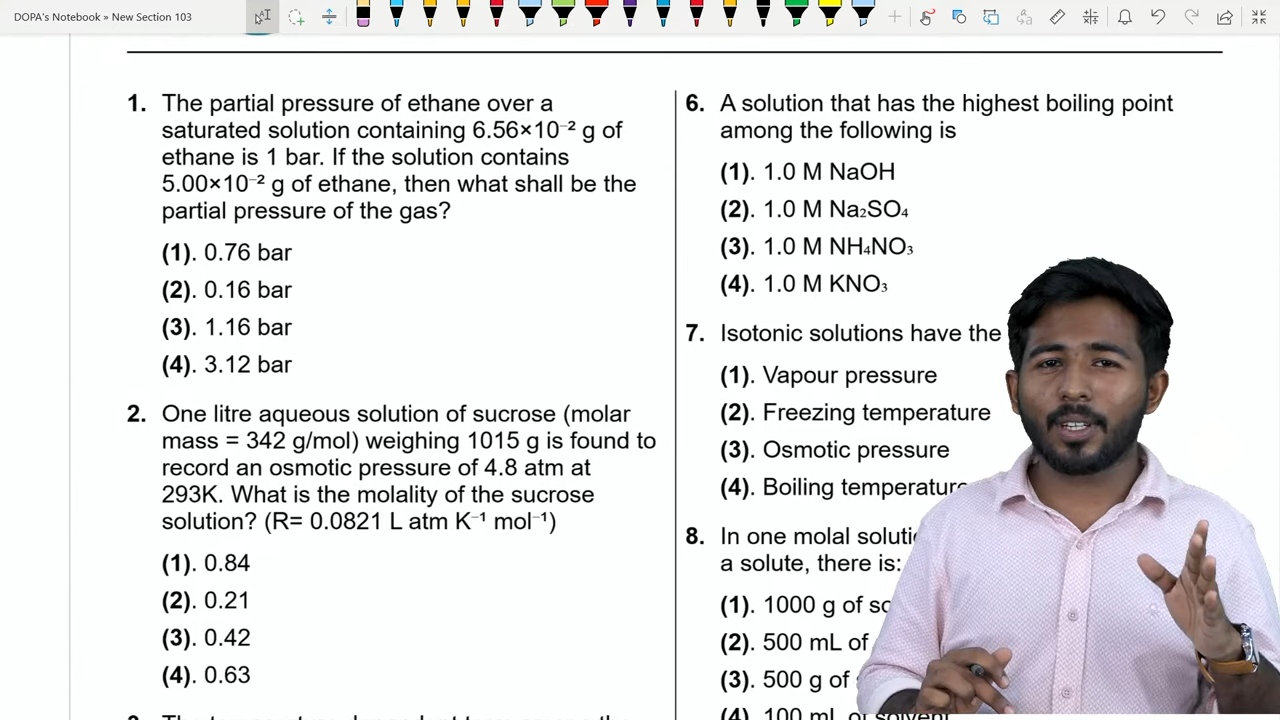 DOPA's Notebook » New Section 103
1. The partial pressure of ethane over a
saturated solution containing 6.56×10⁻² g of
ethane is 1 bar. If the solution contains
5.00×10⁻² g of ethane, then what shall be the
partial pressure of the gas?
(1). 0.76 bar
(2). 0.16 bar
(3). 1.16 bar
(4). 3.12 bar
2. One litre aqueous solution of sucrose (molar
mass = 342 g/mol) weighing 1015 g is found to
record an osmotic pressure of 4.8 atm at
293K. What is the molality of the sucrose
solution? (R= 0.0821 L atm K⁻¹ mol⁻¹)
(1). 0.84
(2). 0.21
(3). 0.42
(4). 0.63
6. A solution that has the highest boiling point
among the following is
(1). 1.0 M NaOH
(2). 1.0 M Na₂SO₄
(3). 1.0 M NH₄NO₃
(4). 1.0 M KNO₃
7. Isotonic solutions have the
(1). Vapour pressure
(2). Freezing temperature
(3). Osmotic pressure
(4). Boiling temperature
8. In one molal
a solute, there is:
(1). 1000 g of
(2). 500 mL of
(3). 500 g of
(4). 100 mL of solvent